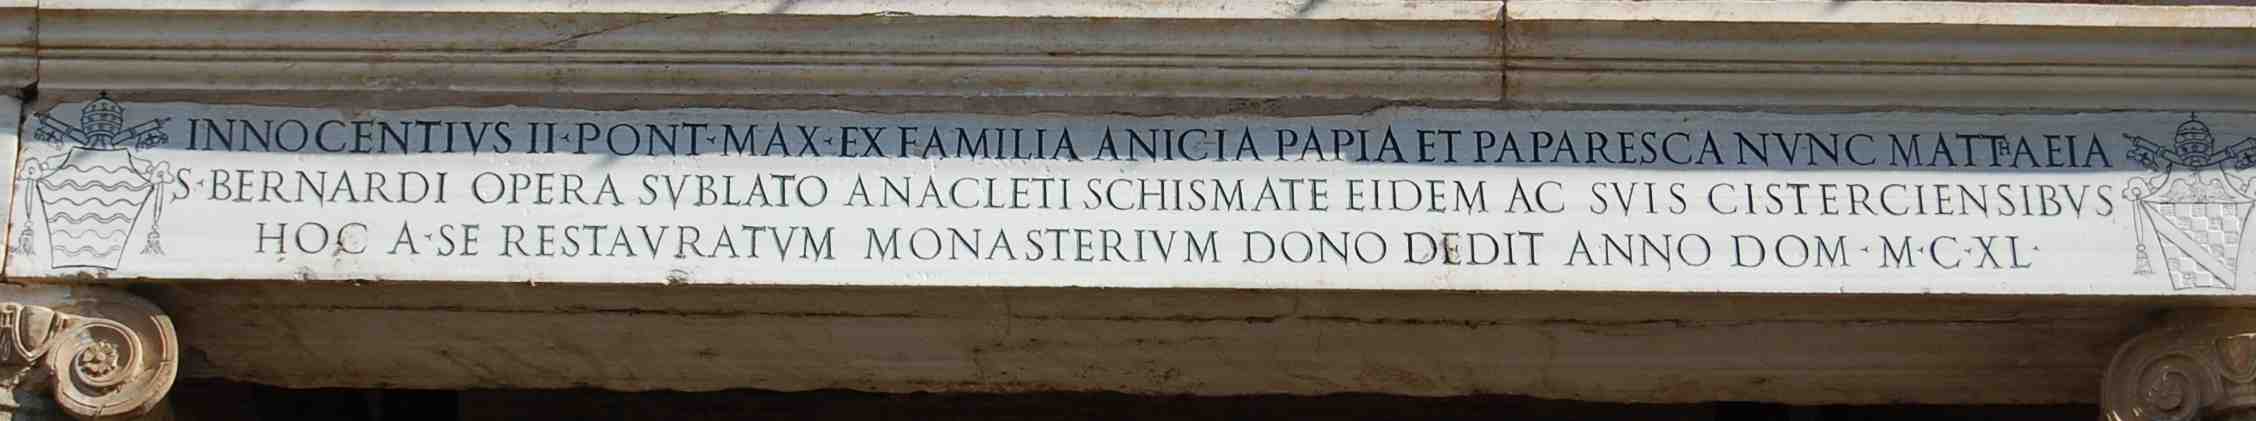 INNOCENTIVS II·PONT·MAX·EX FAMILIA ANICIA PAPIA ET PAPARESCA NVNC MATTHAEIA
S·BERNARDI OPERA SVBLATO ANACLETI SCHISMATE EIDEM AC SVIS CISTERCIENSIBVS
HOC A·SE RESTAVRATVM MONASTERIVM DONO DEDIT ANNO DOM·M·C·XL·